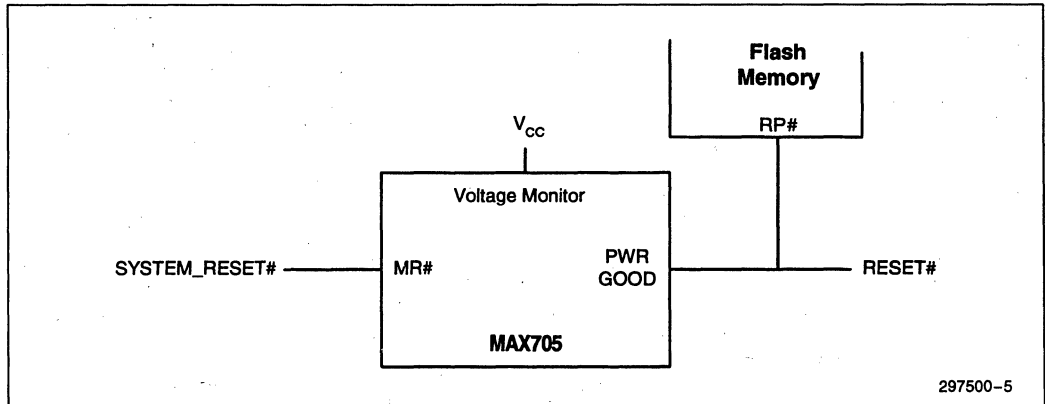 Flash
Memory
RP#
VCC
Voltage Monitor
SYSTEM_RESET#
MR#
PWR
GOOD
RESET#
MAX705
297500-5